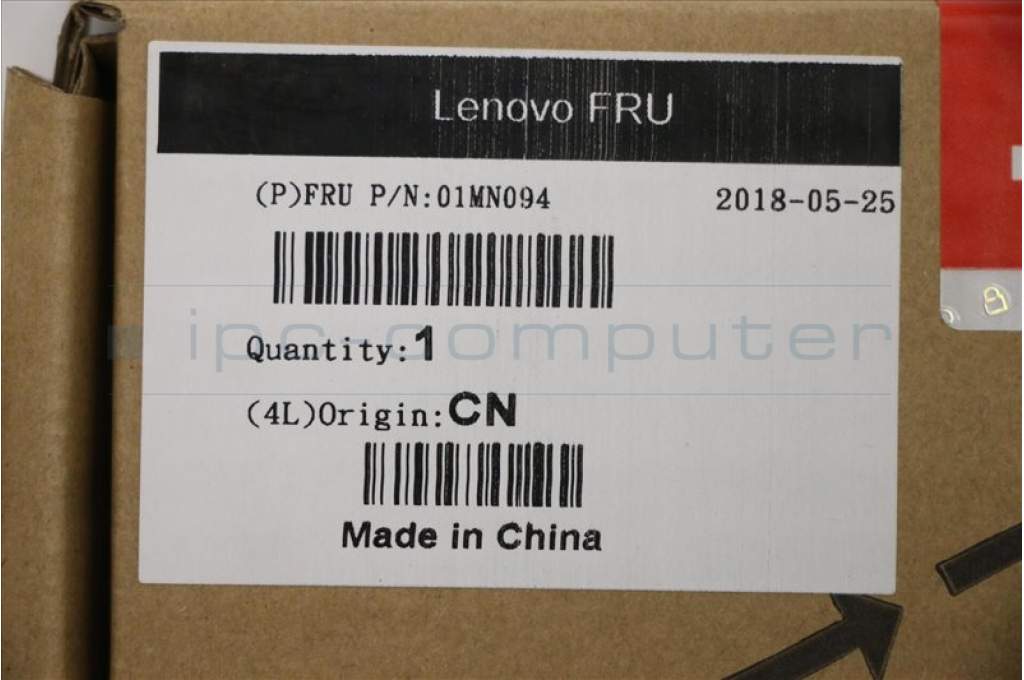 Lenovo FRU
(P)FRU P/N:01MN094 2018-05-25
ipc-computer
Quantity:1
(4L)Origin:CN
Made in China